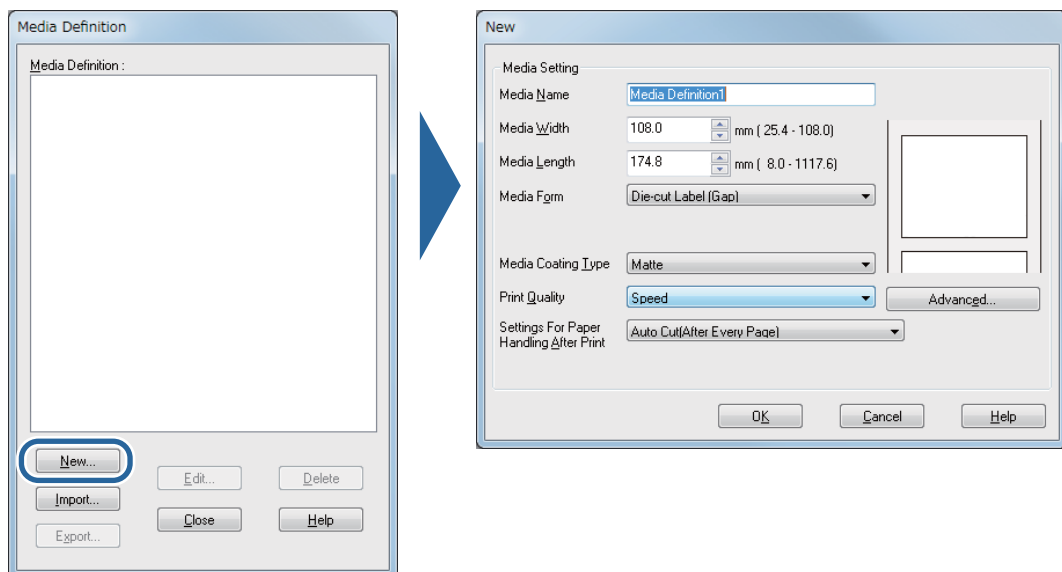 Media Definition
Media Definition :
New...
Edit...
Delete
Import...
Close
Help
Export...
New
Media Setting
Media Name
Media Definition1
Media Width
108.0
mm ( 25.4 - 108.0)
Media Length
174.8
mm ( 8.0 - 1117.6)
Media Form
Die-cut Label (Gap)
Media Coating Type
Matte
Print Quality
Speed
Advanced...
Settings For Paper
Handling After Print
Auto Cut(After Every Page)
OK
Cancel
Help